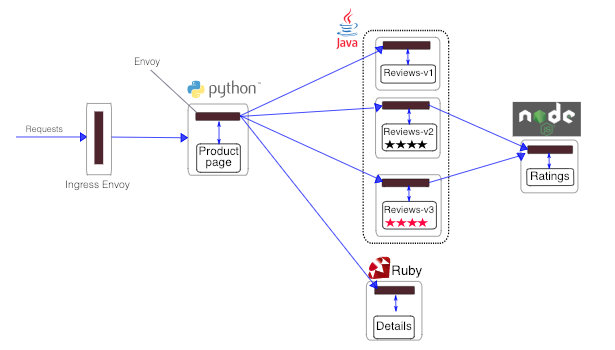 Requests
Ingress Envoy
Envoy
python™
Product
page
Java
Reviews-v1
Reviews-v2
Reviews-v3
Ruby
Details
node
JS
Ratings